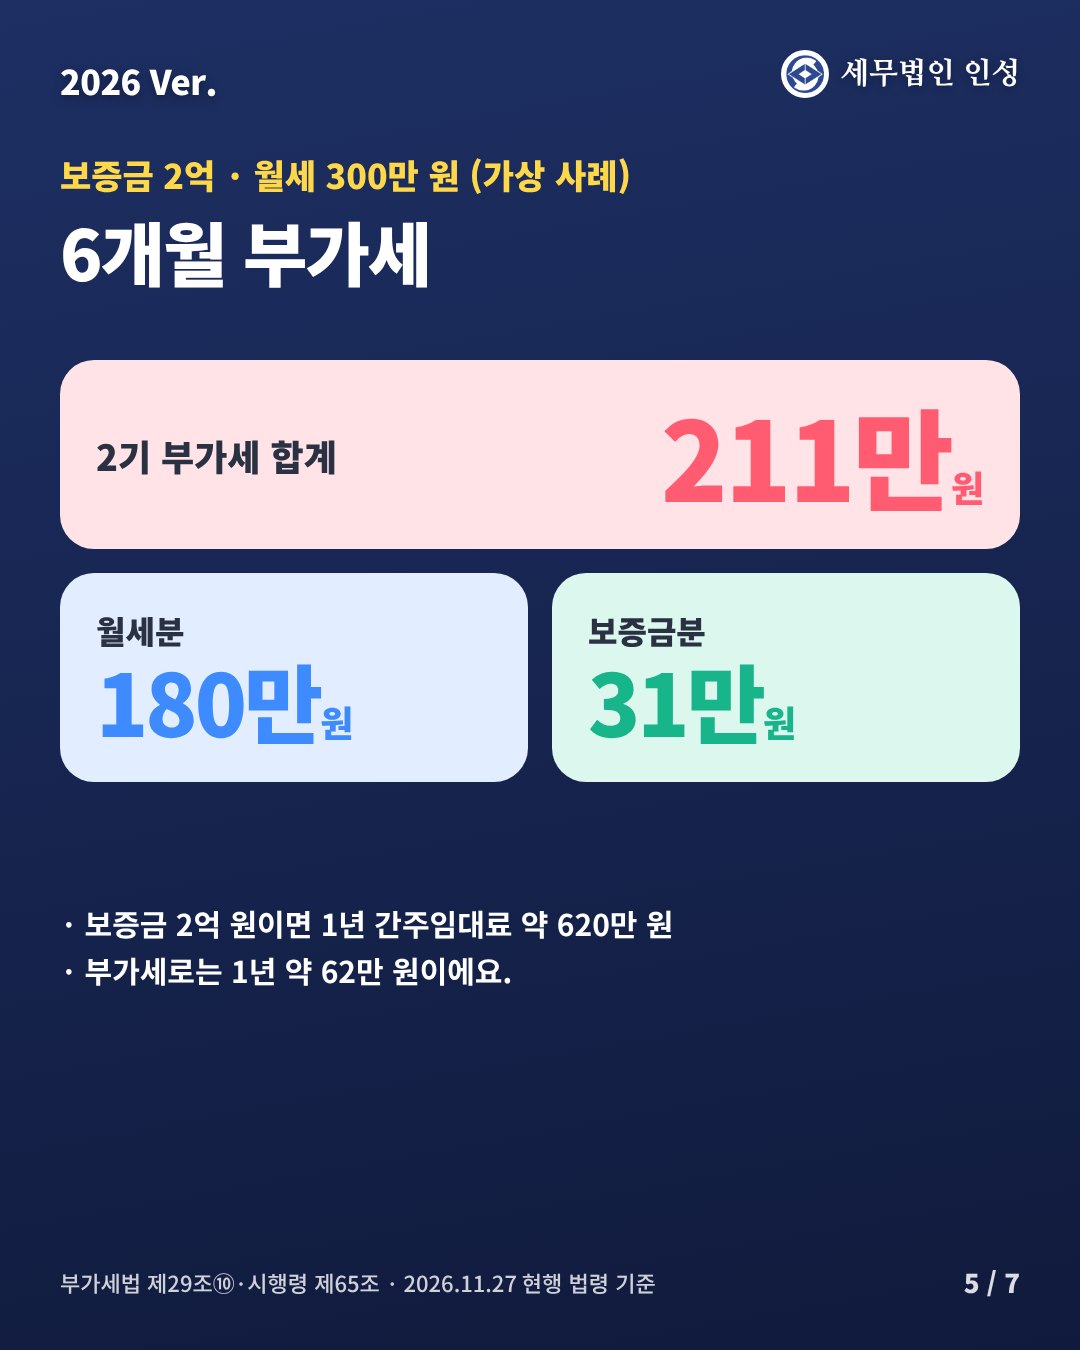 2026 Ver.
세무법인 인성
보증금 2억 · 월세 300만 원 (가상 사례)
6개월 부가세
2기 부가세 합계
211만원
월세분
180만원
보증금분
31만원
· 보증금 2억 원이면 1년 간주임대료 약 620만 원
· 부가세로는 1년 약 62만 원이에요.
부가세법 제29조⑩·시행령 제65조 · 2026.11.27 현행 법령 기준
5 / 7